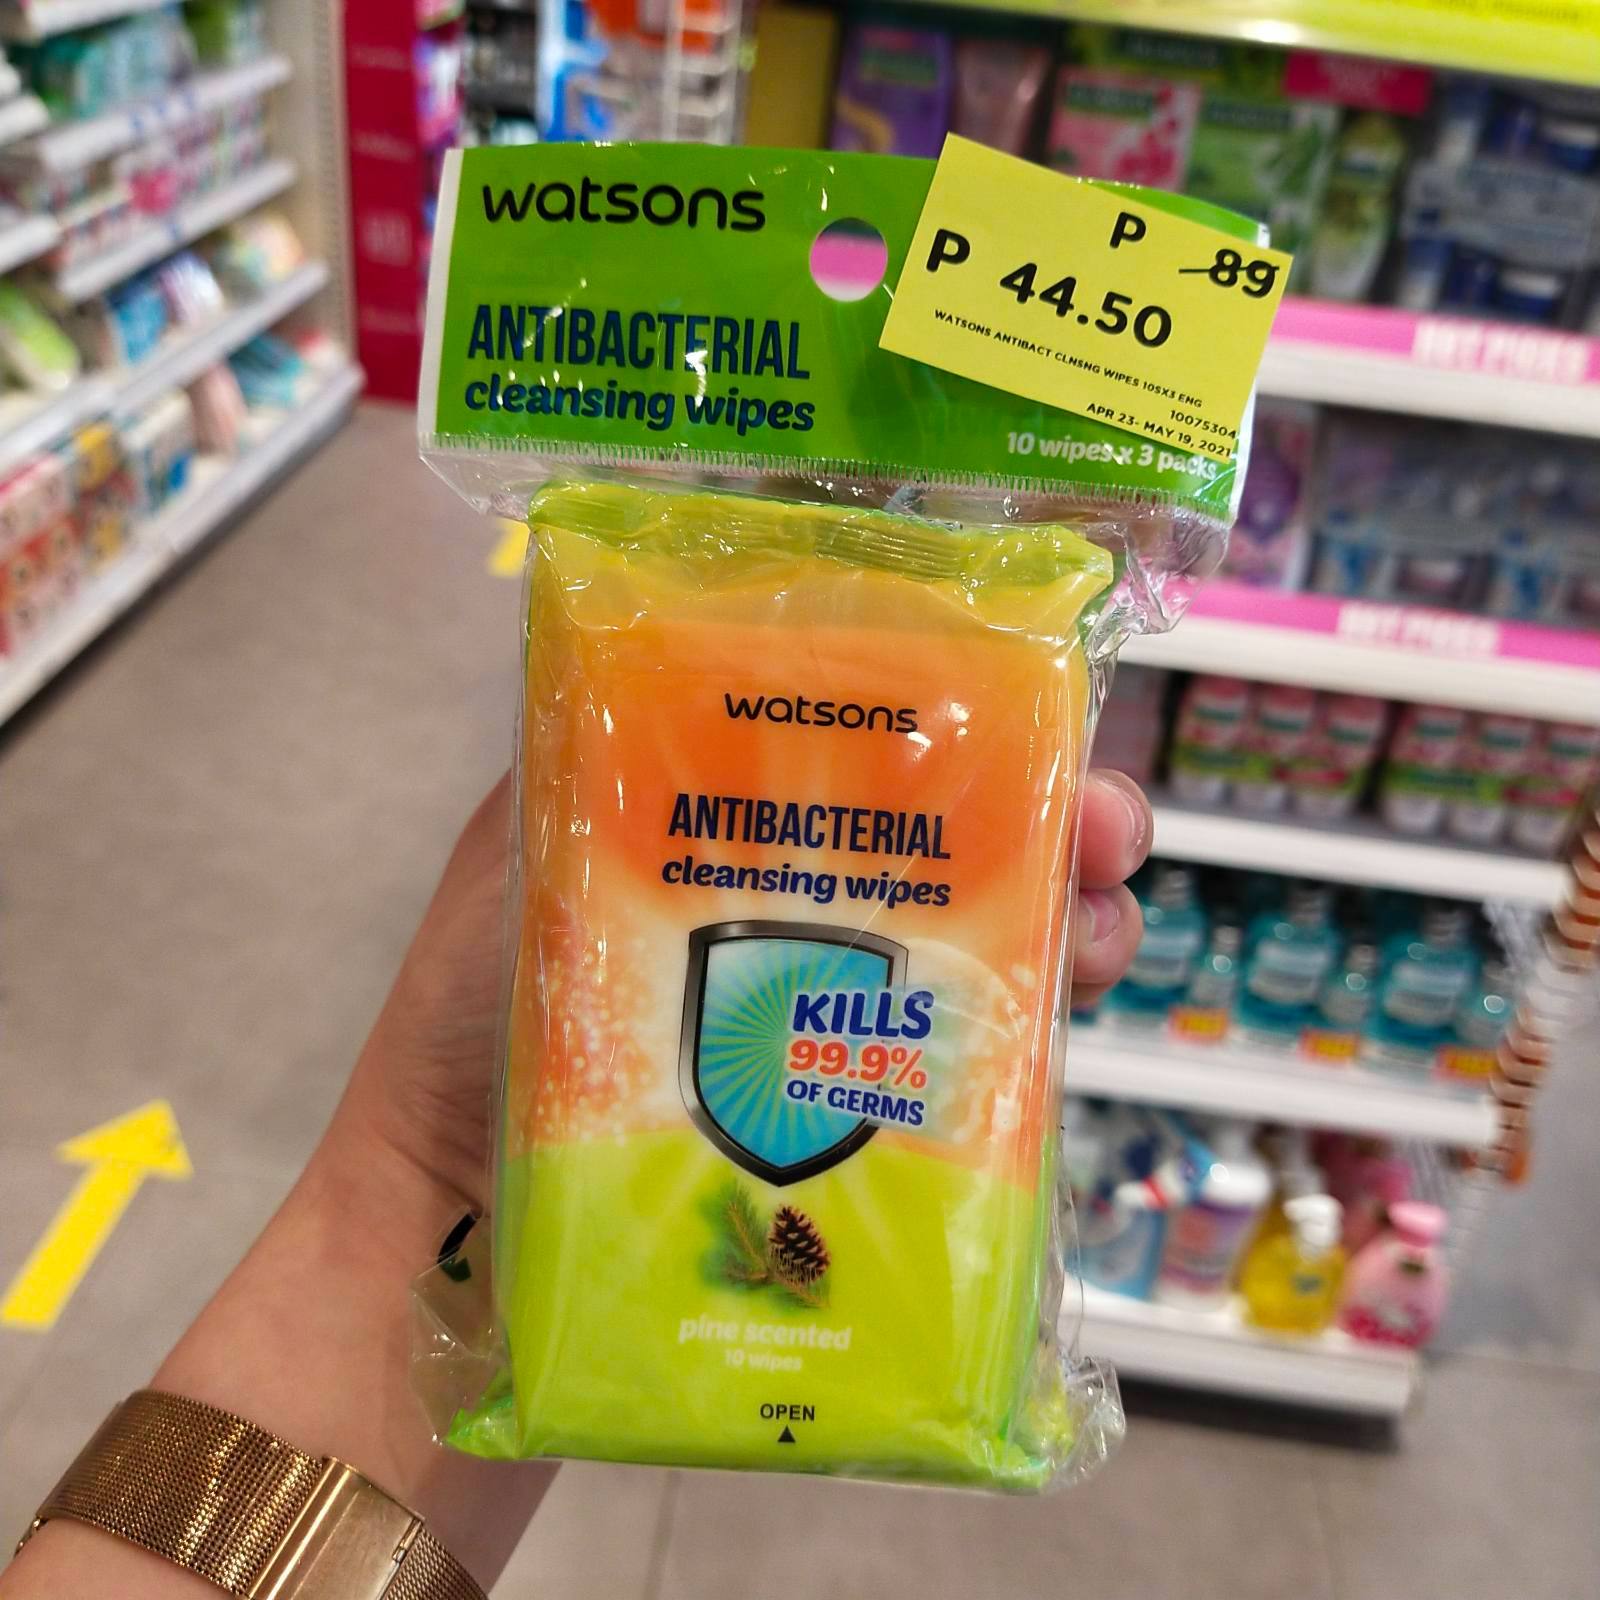 watsons
ANTIBACTERIAL
cleansing wipes
P 89
P 44.50
WATSONS ANTIBACT CLNSNG WIPES 10SX3 ENG
10075304
APR 23- MAY 19, 2021
10 wipes x 3 packs
watsons
ANTIBACTERIAL
cleansing wipes
KILLS
99.9%
OF GERMS
pine scented
10 wipes
OPEN